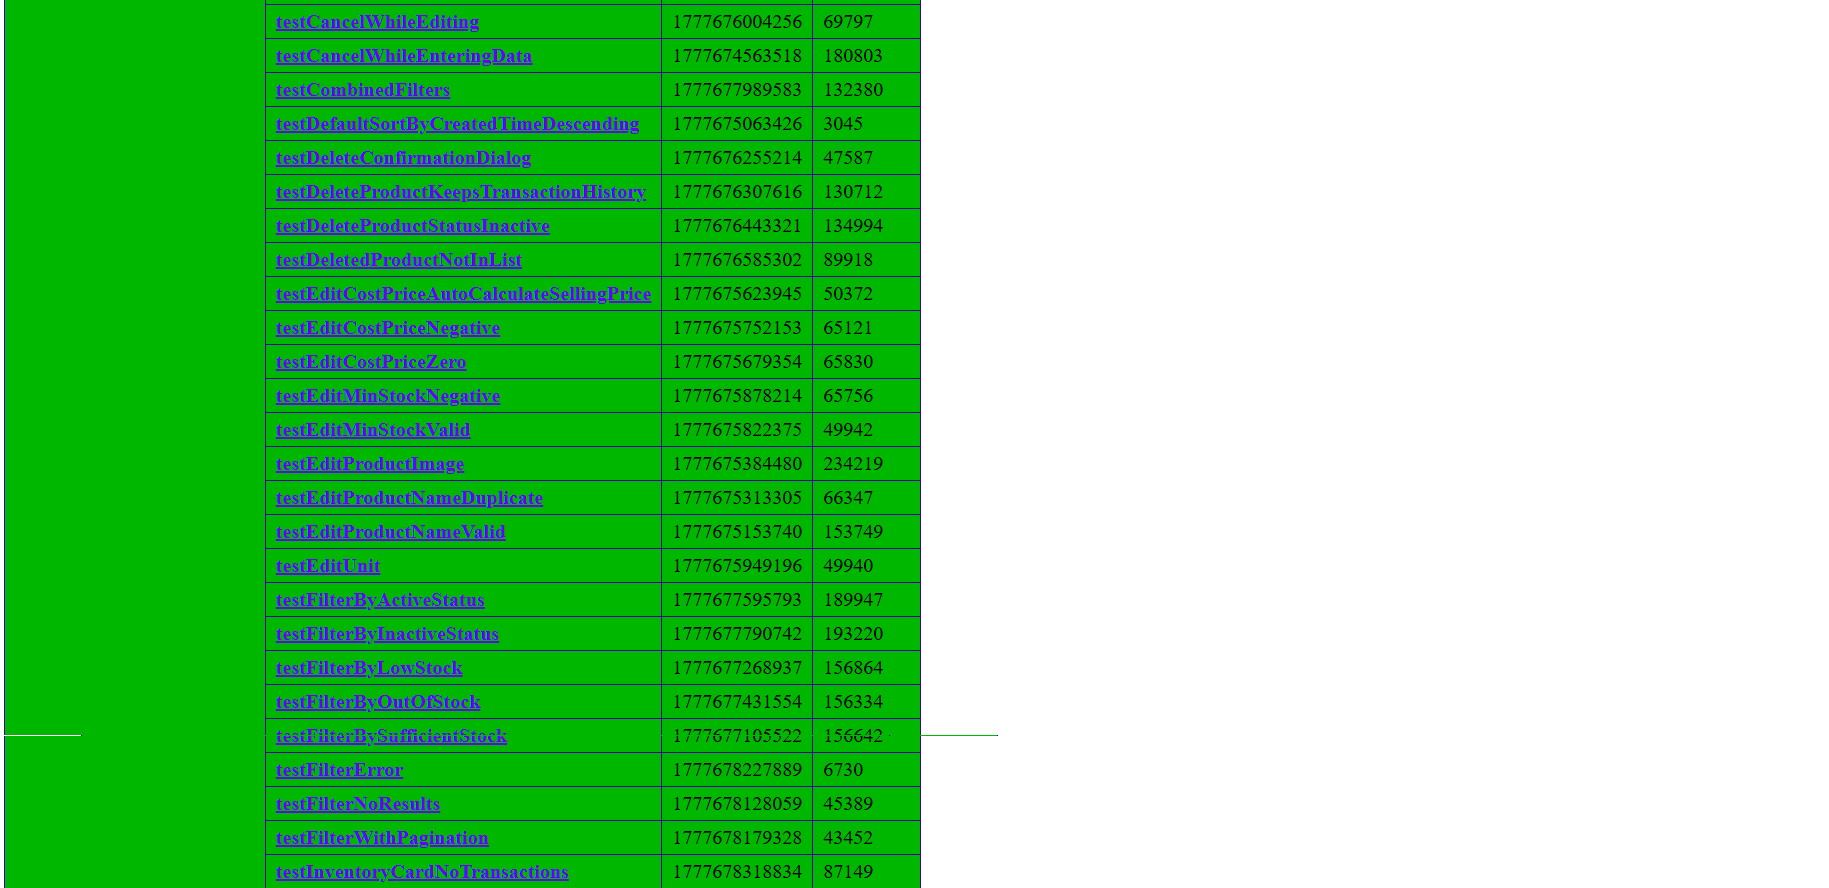 testCancelWhileEditing 1777676004256 69797
testCancelWhileEnteringData 1777674563518 180803
testCombinedFilters 1777677989583 132380
testDefaultSortByCreatedTimeDescending 1777675063426 3045
testDeleteConfirmationDialog 1777676255214 47587
testDeleteProductKeepsTransactionHistory 1777676307616 130712
testDeleteProductStatusInactive 1777676443321 134994
testDeletedProductNotInList 1777676585302 89918
testEditCostPriceAutoCalculateSellingPrice 1777675623945 50372
testEditCostPriceNegative 1777675752153 65121
testEditCostPriceZero 1777675679354 65830
testEditMinStockNegative 1777675878214 65756
testEditMinStockValid 1777675822375 49942
testEditProductImage 1777675384480 234219
testEditProductNameDuplicate 1777675313305 66347
testEditProductNameValid 1777675153740 153749
testEditUnit 1777675949196 49940
testFilterByActiveStatus 1777677595793 189947
testFilterByInactiveStatus 1777677790742 193220
testFilterByLowStock 1777677268937 156864
testFilterByOutOfStock 1777677431554 156334
testFilterBySufficientStock 1777677105522 156642
testFilterError 1777678227889 6730
testFilterNoResults 1777678128059 45389
testFilterWithPagination 1777678179328 43452
testInventoryCardNoTransactions 1777678318834 87149